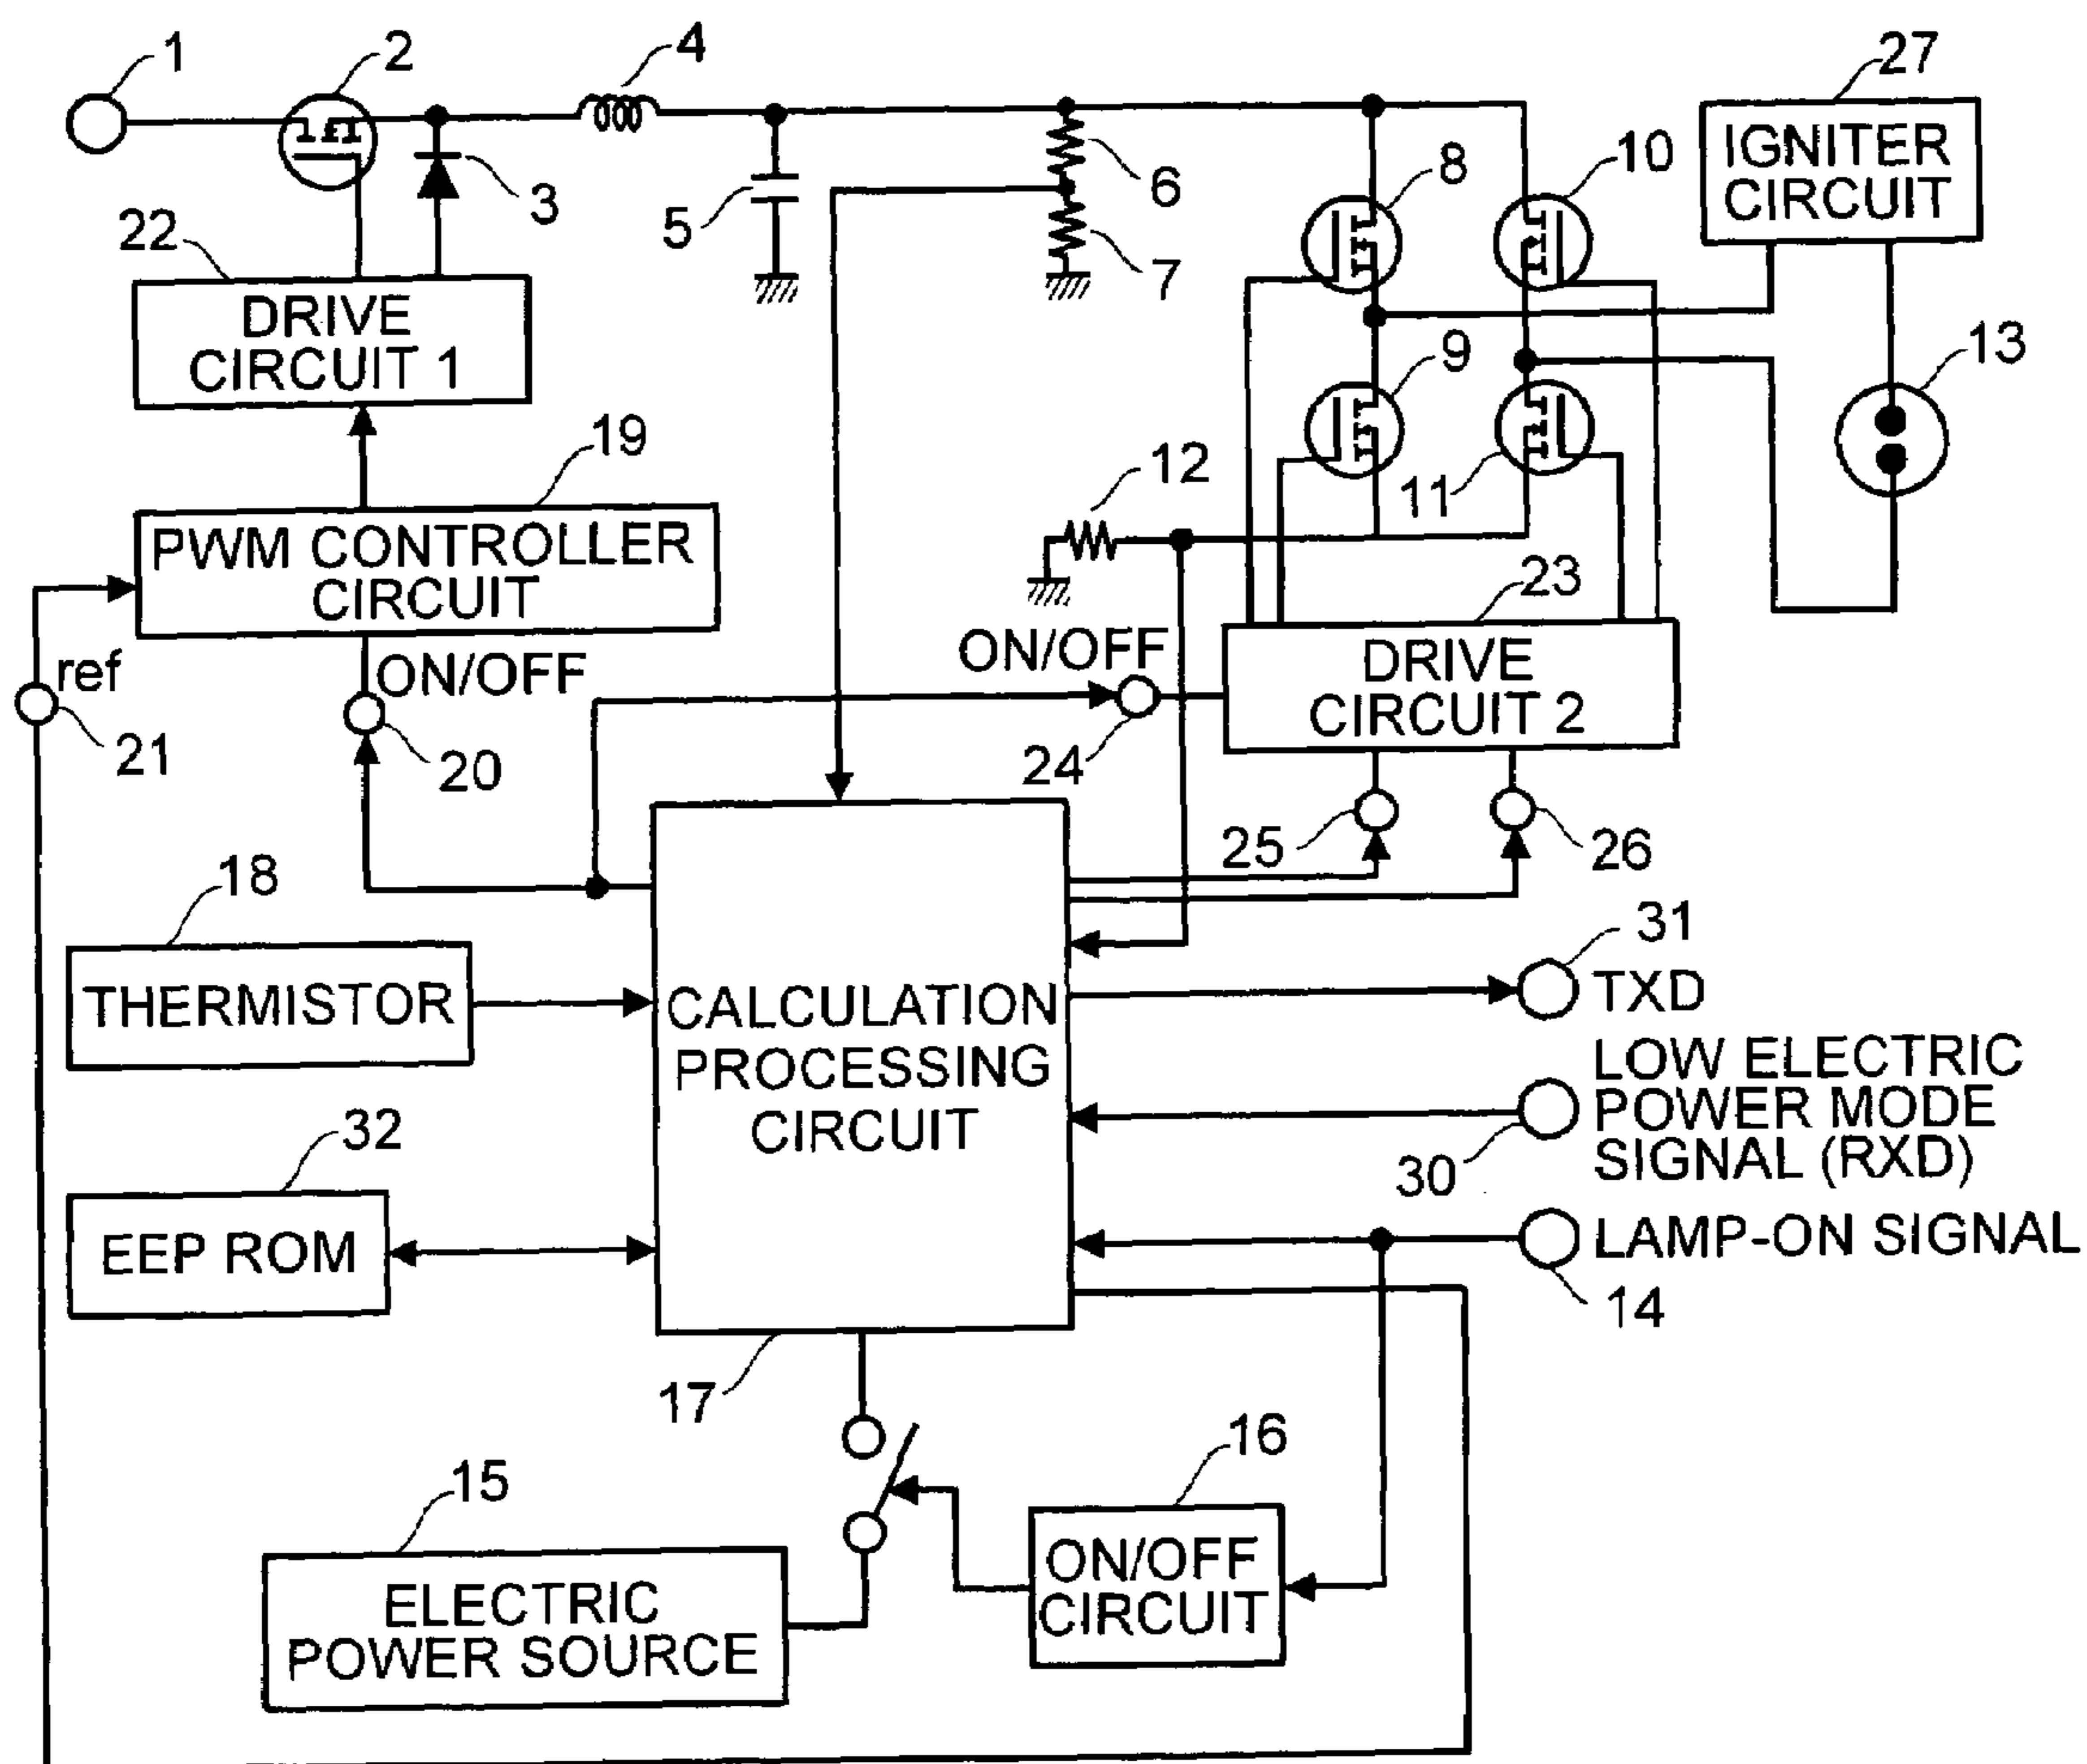 1
2
4
27
IGNITER
CIRCUIT
10
8
6
3
5
7
22
DRIVE
CIRCUIT 1
9
13
19
12
11
PWM CONTROLLER
CIRCUIT
23
ref
ON/OFF
ON/OFF
DRIVE
CIRCUIT 2
21
20
24
25
26
18
31
THERMISTOR
CALCULATION
PROCESSING
CIRCUIT
TXD
LOW ELECTRIC
POWER MODE
SIGNAL (RXD)
30
32
EEP ROM
LAMP-ON SIGNAL
14
17
16
15
ON/OFF
CIRCUIT
ELECTRIC
POWER SOURCE